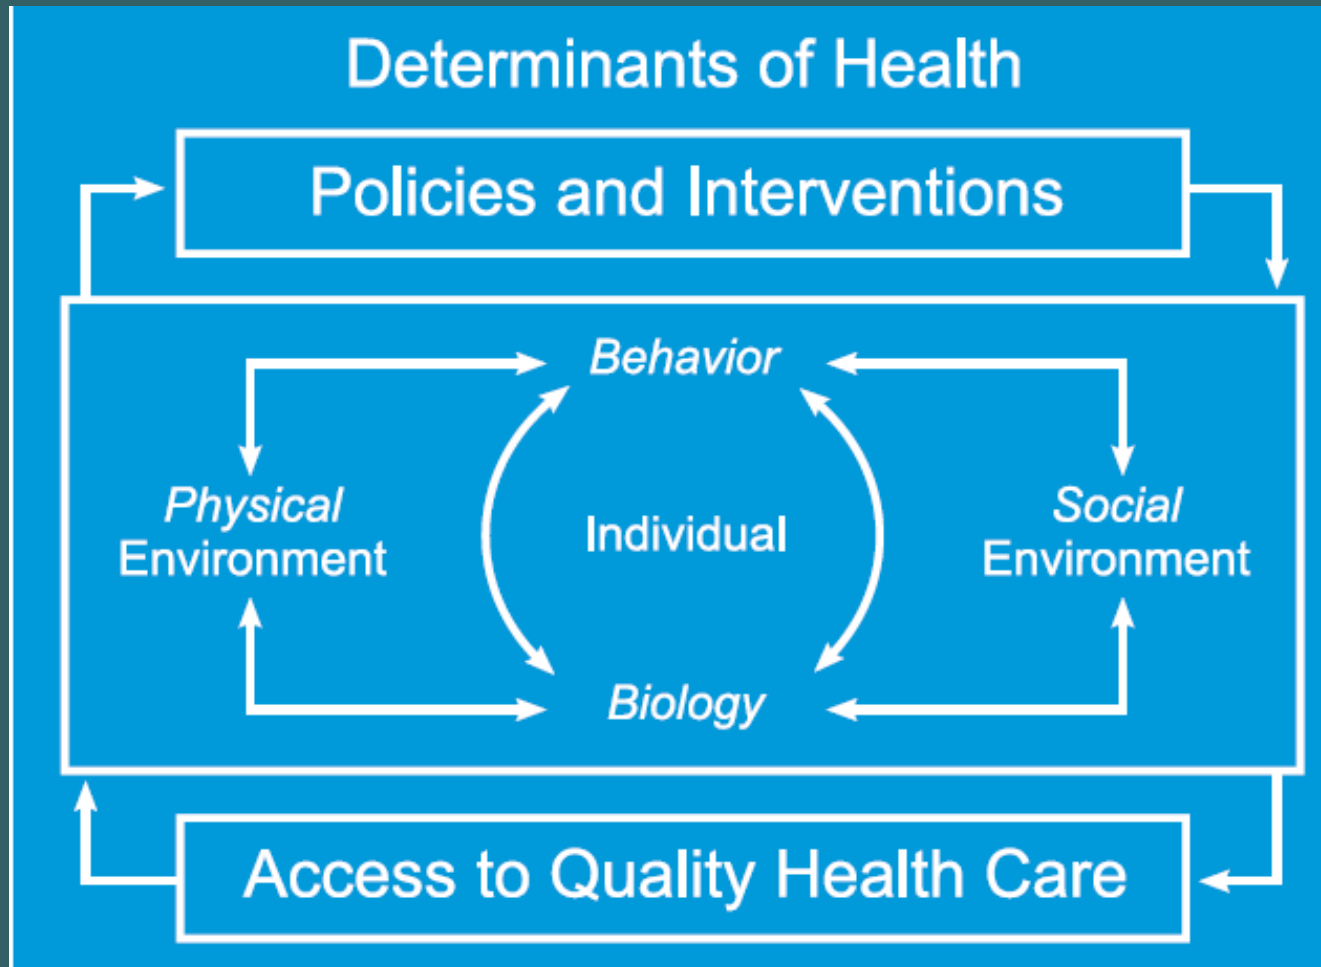 Determinants of Health
Policies and Interventions
Behavior
Physical
Environment
Individual
Social
Environment
Biology
Access to Quality Health Care